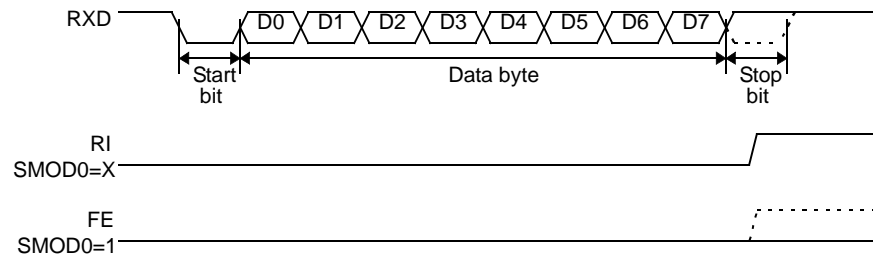 RXD D0 D1 D2 D3 D4 D5 D6 D7
Start bit Data byte Stop bit
RI
SMOD0=X
FE
SMOD0=1